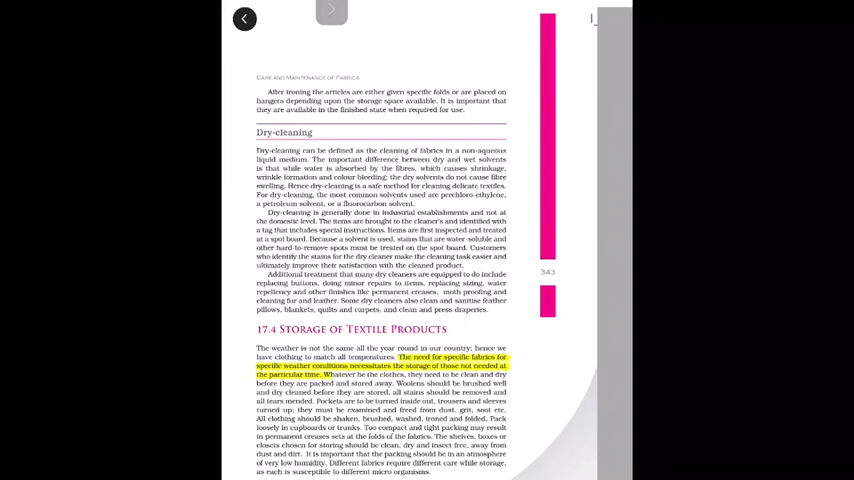 CARE AND MAINTENANCE OF FABRICS
After ironing the articles are either given specific folds or are placed on
hangers depending upon the storage space available. It is important that
they are available in the finished state when required for use.
Dry-cleaning
Dry-cleaning can be defined as the cleaning of fabrics in a non-aqueous
liquid medium. The important difference between dry and wet solvents
is that while water is absorbed by the fibres, which causes shrinkage,
wrinkle formation and colour bleeding; the dry solvents do not cause fibre
swelling. Hence dry-cleaning is a safe method for cleaning delicate textiles.
For dry-cleaning, the most common solvents used are perchloro-ethylene,
a petroleum solvent, or a fluorocarbon solvent.
Dry-cleaning is generally done in industrial establishments and not at
the domestic level. The items are brought to the cleaner's and identified with
a tag that includes special instructions. Items are first inspected and treated
at a spot board. Because a solvent is used, stains that are water-soluble and
other hard-to-remove spots must be treated on the spot board. Customers
who identify the stains for the dry cleaner make the cleaning task easier and
ultimately improve their satisfaction with the cleaned product.
Additional treatment that many dry cleaners are equipped to do include
replacing buttons, doing minor repairs to items, replacing sizing, water
repellency and other finishes like permanent creases, moth proofing and
cleaning fur and leather. Some dry cleaners also clean and sanitise feather
pillows, blankets, quilts and carpets, and clean and press draperies.
343
17.4 STORAGE OF TEXTILE PRODUCTS
The weather is not the same all the year round in our country; hence we
have clothing to match all temperatures. The need for specific fabrics for
specific weather conditions necessitates the storage of those not needed at
the particular time. Whatever be the clothes, they need to be clean and dry
before they are packed and stored away. Woolens should be brushed well
and dry cleaned before they are stored, all stains should be removed and
all tears mended. Pockets are to be turned inside out, trousers and sleeves
turned up; they must be examined and freed from dust, grit, soot etc.
All clothing should be shaken, brushed, washed, ironed and folded. Pack
loosely in cupboards or trunks. Too compact and tight packing may result
in permanent creases sets at the folds of the fabrics. The shelves, boxes or
closets chosen for storing should be clean, dry and insect free, away from
dust and dirt. It is important that the packing should be in an atmosphere
of very low humidity. Different fabrics require different care while storage,
as each is susceptible to different micro organisms.